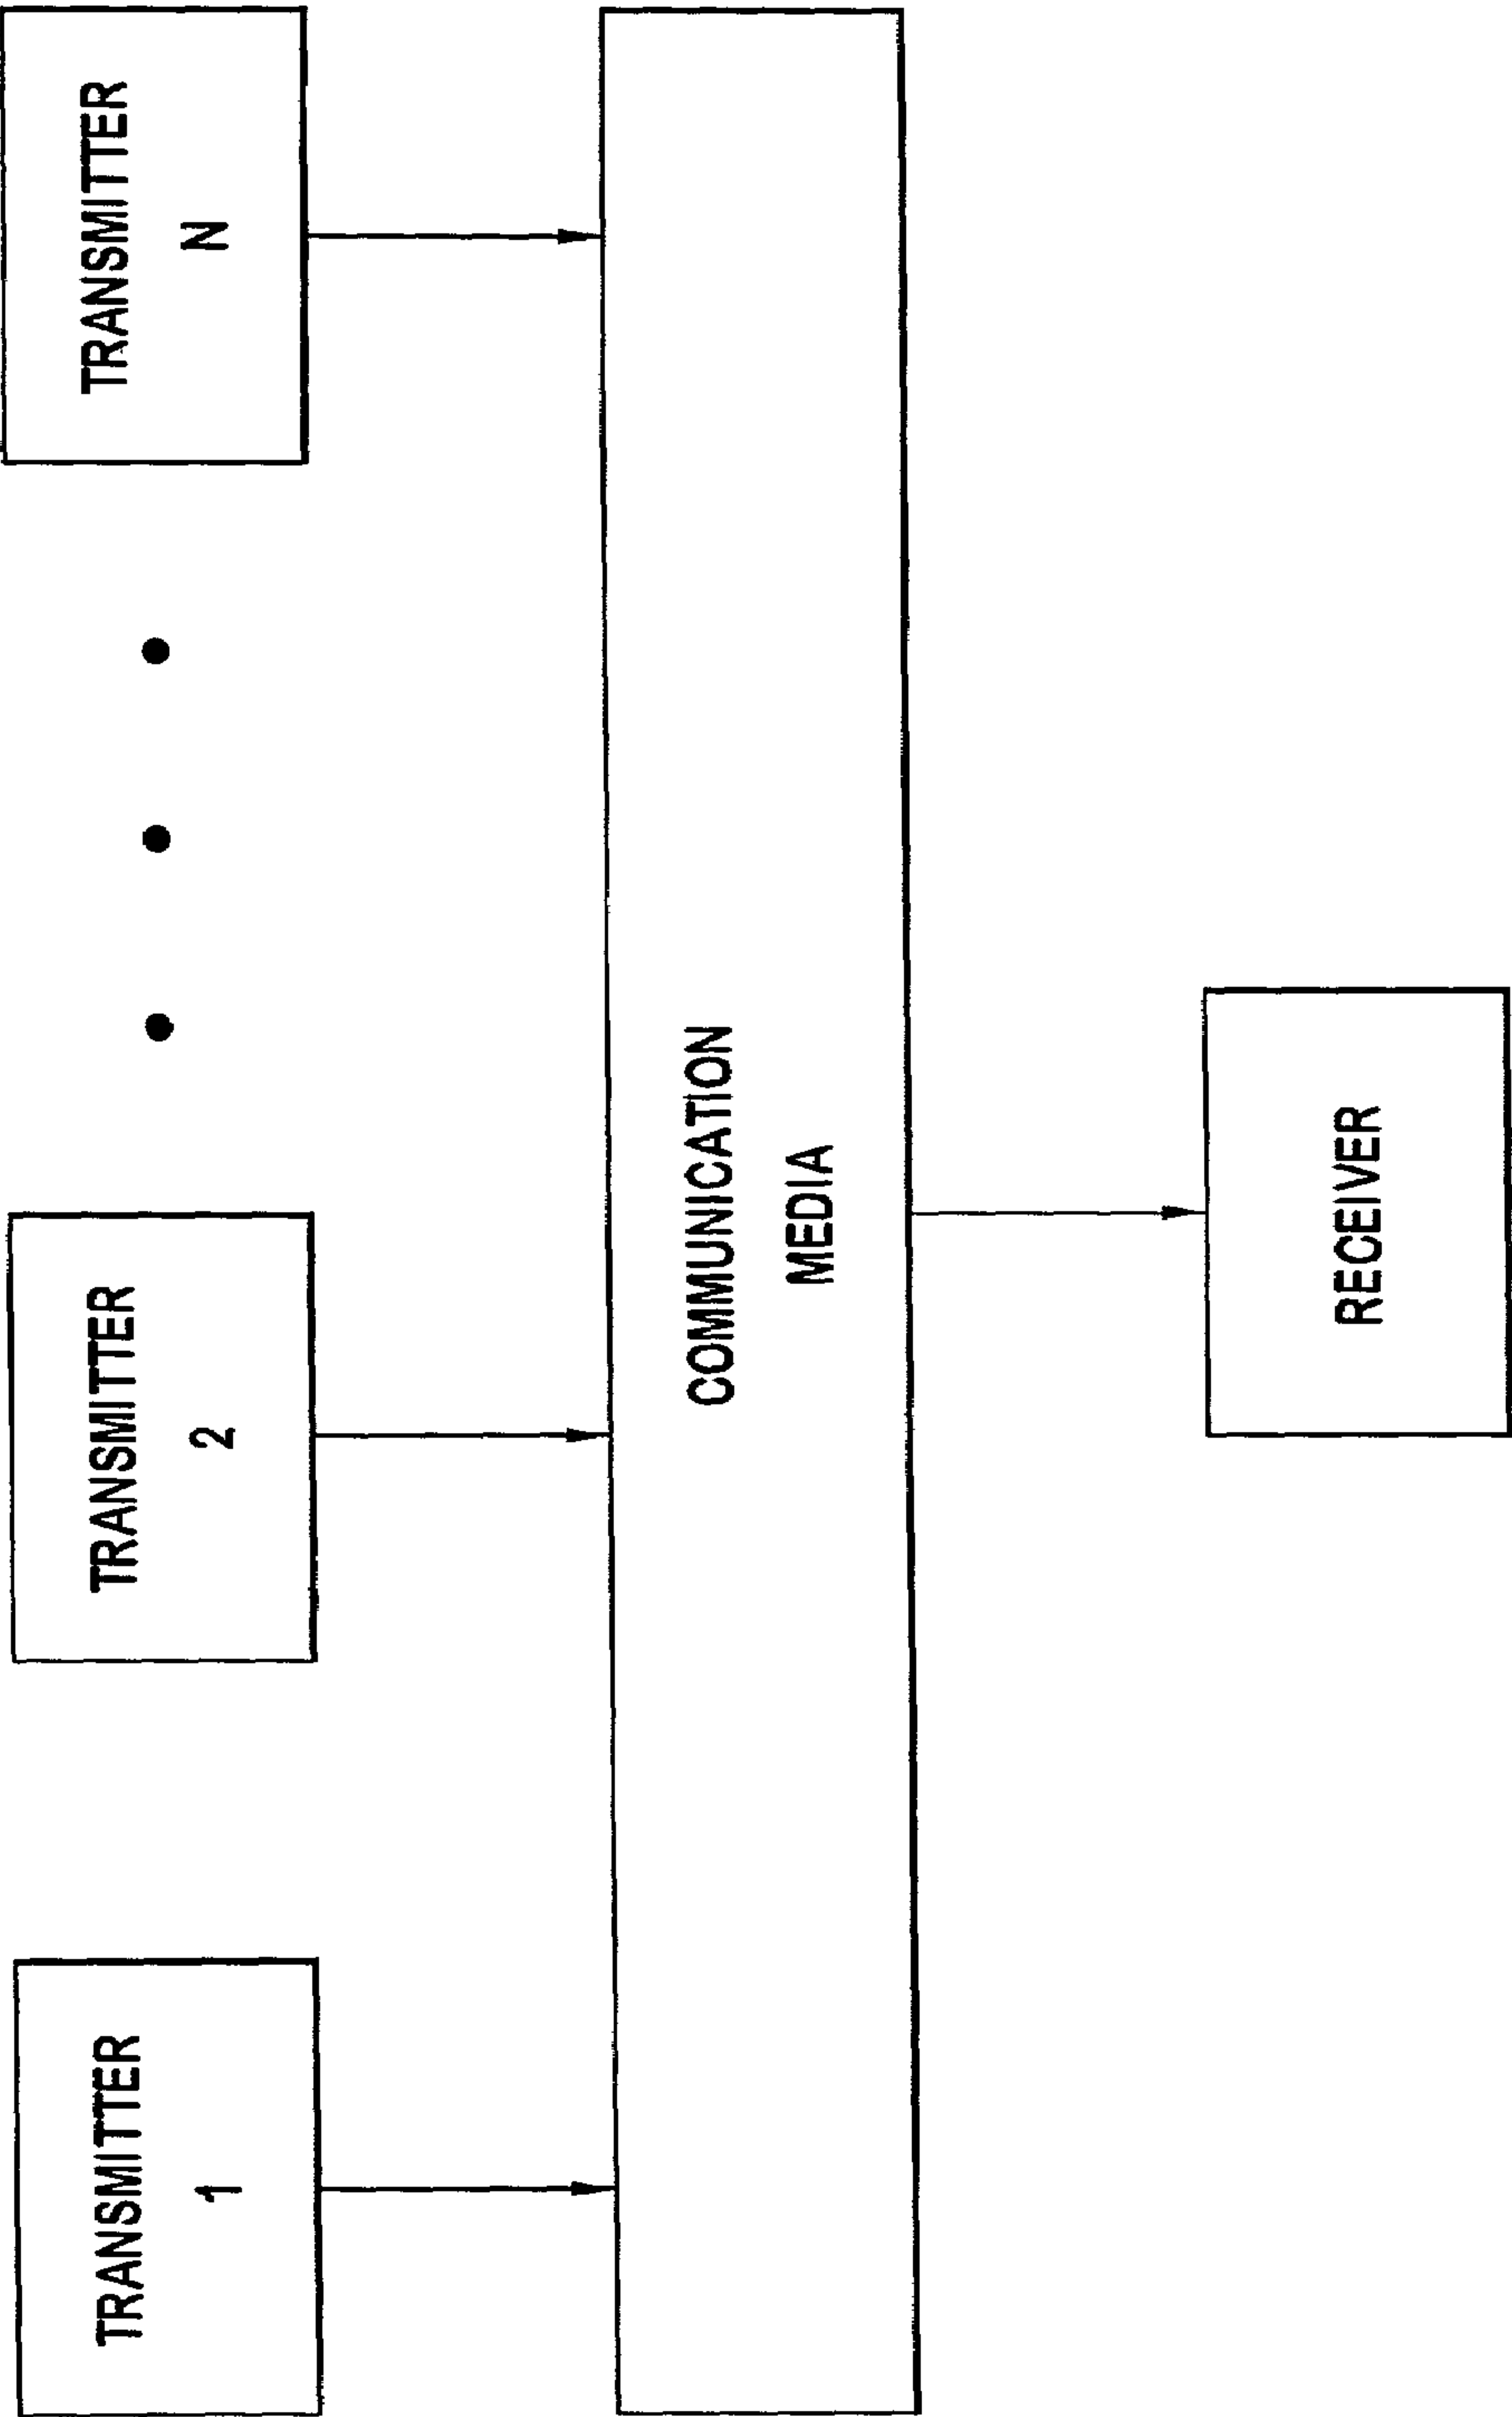 TRANSMITTER
1
TRANSMITTER
2
TRANSMITTER
N
COMMUNICATION
MEDIA
RECEIVER